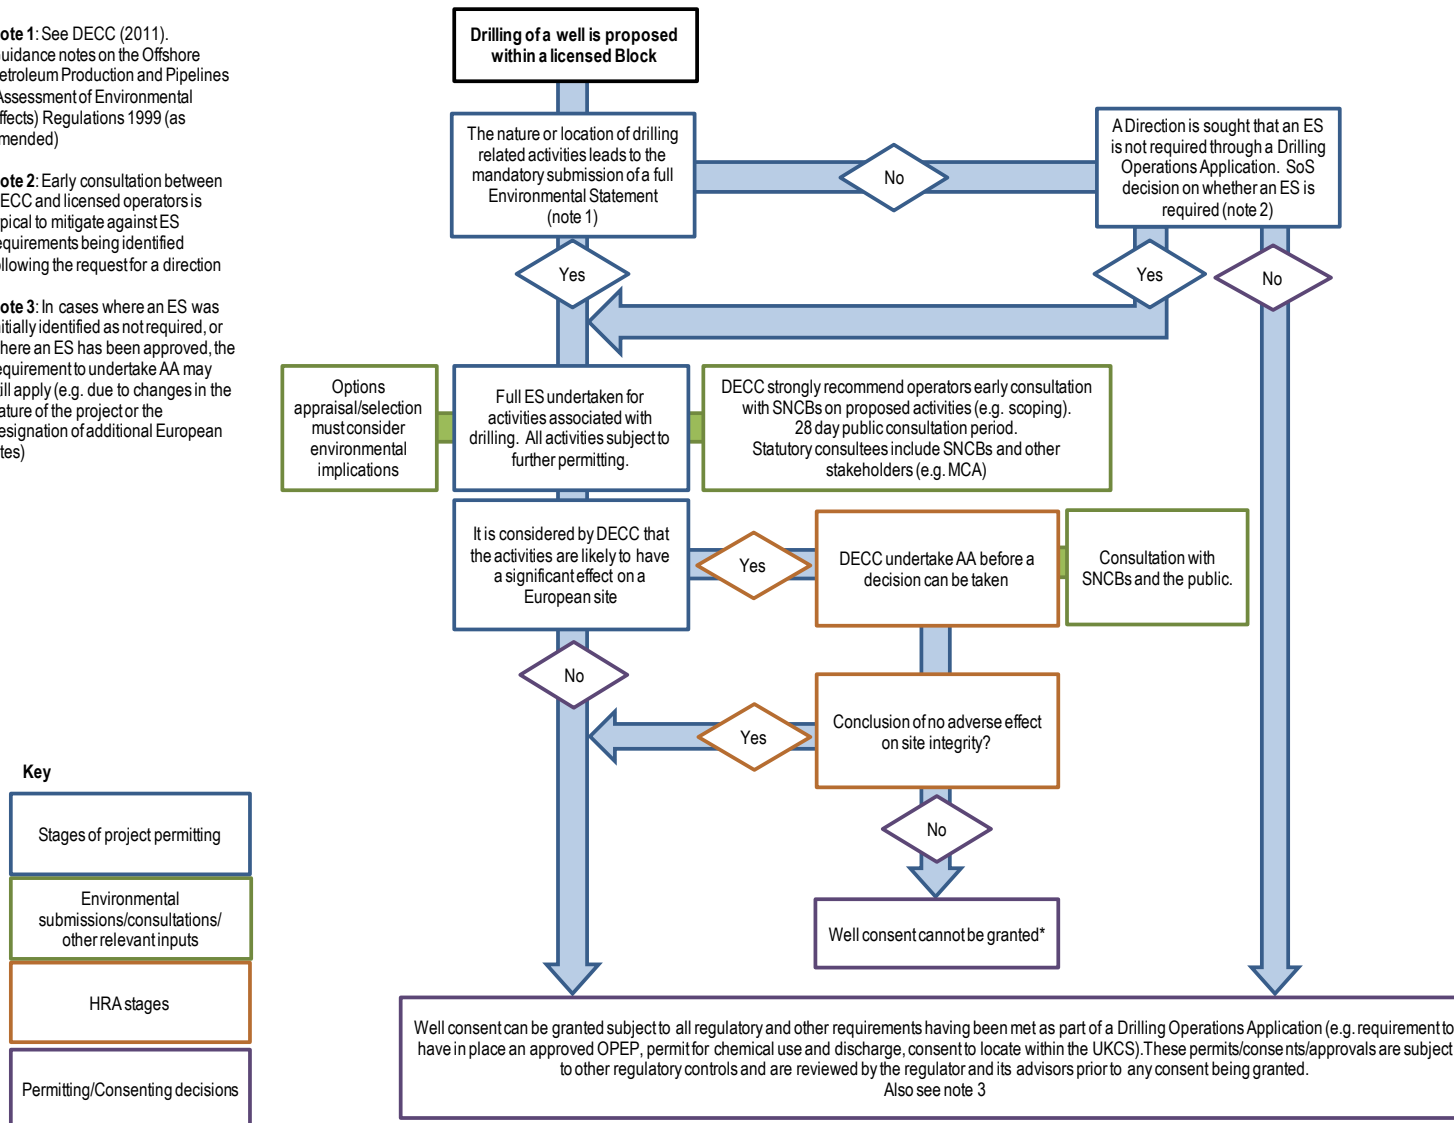 ote 1: See DECC (2011).
uidance notes on the Offshore
etroleum Production and Pipelines
Assessment of Environmental
ffects) Regulations 1999 (as
mended)
ote 2: Early consultation between
ECC and licensed operators is
pical to mitigate against ES
equirements being identified
ollowing the request for a direction
ote 3: In cases where an ES was
nitially identified as not required, or
here an ES has been approved, the
equirement to undertake AA may
till apply (e.g. due to changes in the
ature of the project or the
esignation of additional European
ites)
Drilling of a well is proposed
within a licensed Block
The nature or location of drilling
related activities leads to the
mandatory submission of a full
Environmental Statement
(note 1)
No
A Direction is sought that an ES
is not required through a Drilling
Operations Application. SoS
decision on whether an ES is
required (note 2)
Yes
Yes
No
Options
appraisal/selection
must consider
environmental
implications
Full ES undertaken for
activities associated with
drilling. All activities subject to
further permitting.
DECC strongly recommend operators early consultation
with SNCBs on proposed activities (e.g. scoping).
28 day public consultation period.
Statutory consultees include SNCBs and other
stakeholders (e.g. MCA)
It is considered by DECC that
the activities are likely to have
a significant effect on a
European site
Yes
DECC undertake AA before a
decision can be taken
Consultation with
SNCBs and the public.
No
Yes
Conclusion of no adverse effect
on site integrity?
No
Well consent cannot be granted*
Well consent can be granted subject to all regulatory and other requirements having been met as part of a Drilling Operations Application (e.g. requirement to
have in place an approved OPEP, permit for chemical use and discharge, consent to locate within the UKCS).These permits/consents/approvals are subject
to other regulatory controls and are reviewed by the regulator and its advisors prior to any consent being granted.
Also see note 3
Key
Stages of project permitting
Environmental
submissions/consultations/
other relevant inputs
HRA stages
Permitting/Consenting decisions